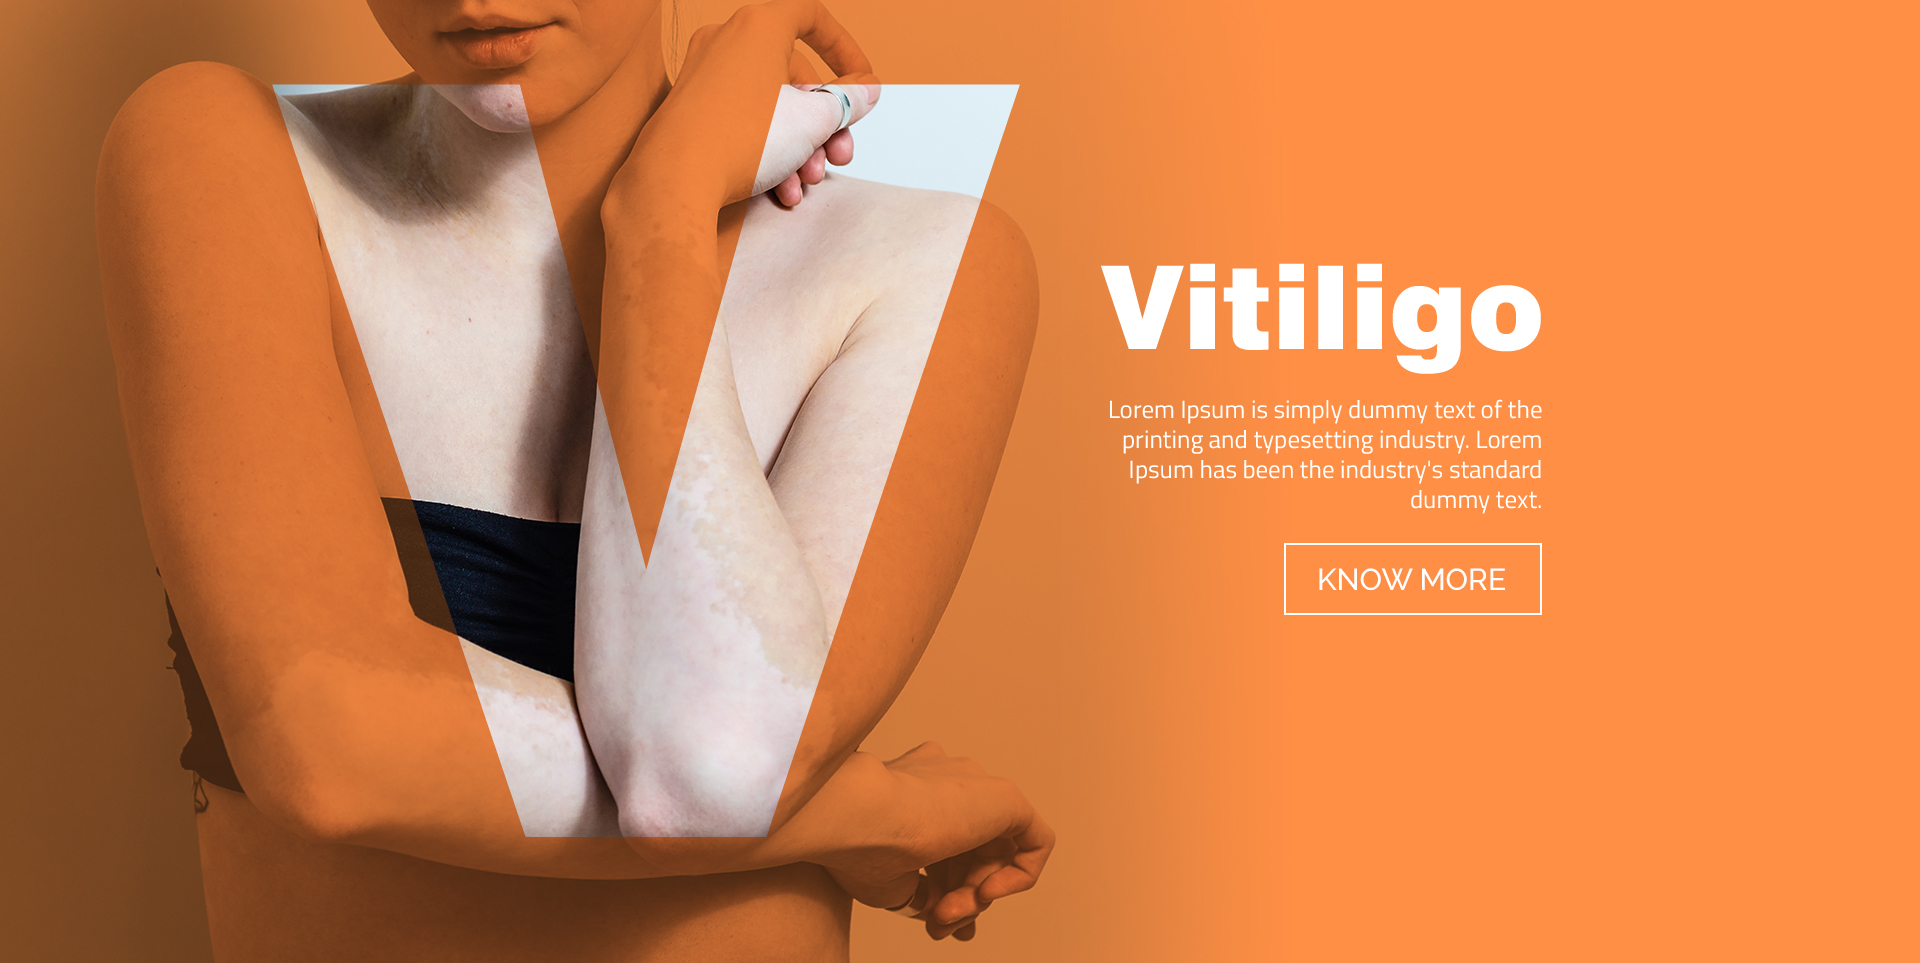 Vitiligo
Lorem Ipsum is simply dummy text of the
printing and typesetting industry. Lorem
Ipsum has been the industry's standard
dummy text.
KNOW MORE